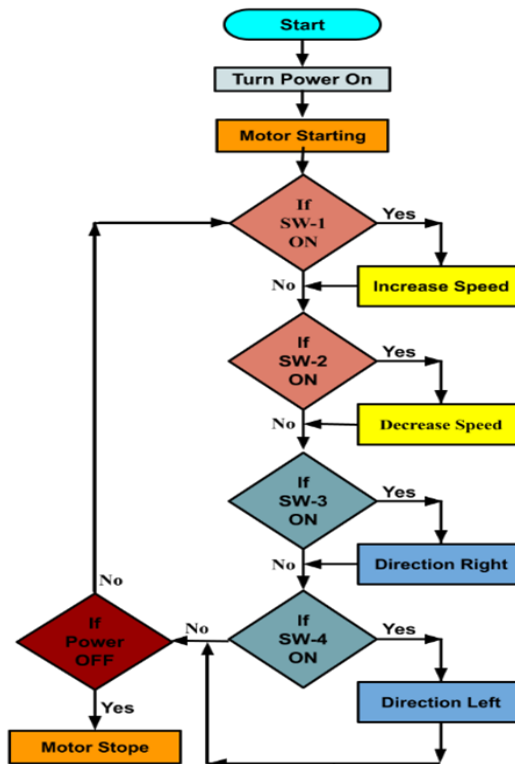 Start
Turn Power On
Motor Starting
If
SW-1
ON
Yes
Increase Speed
No
If
SW-2
ON
Yes
Decrease Speed
No
If
SW-3
ON
Yes
Direction Right
No
If
SW-4
ON
Yes
Direction Left
No
If
Power
OFF
No
Yes
Motor Stope